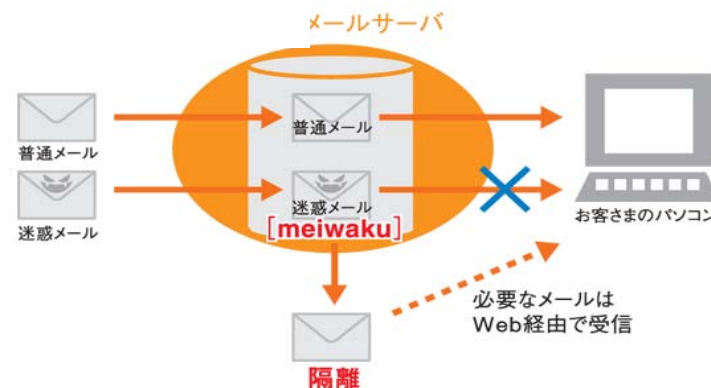 メールサーバ
普通メール
普通メール
迷惑メール
迷惑メール
[meiwaku]
お客さまのパソコン
必要なメールは
Web経由で受信
隔離